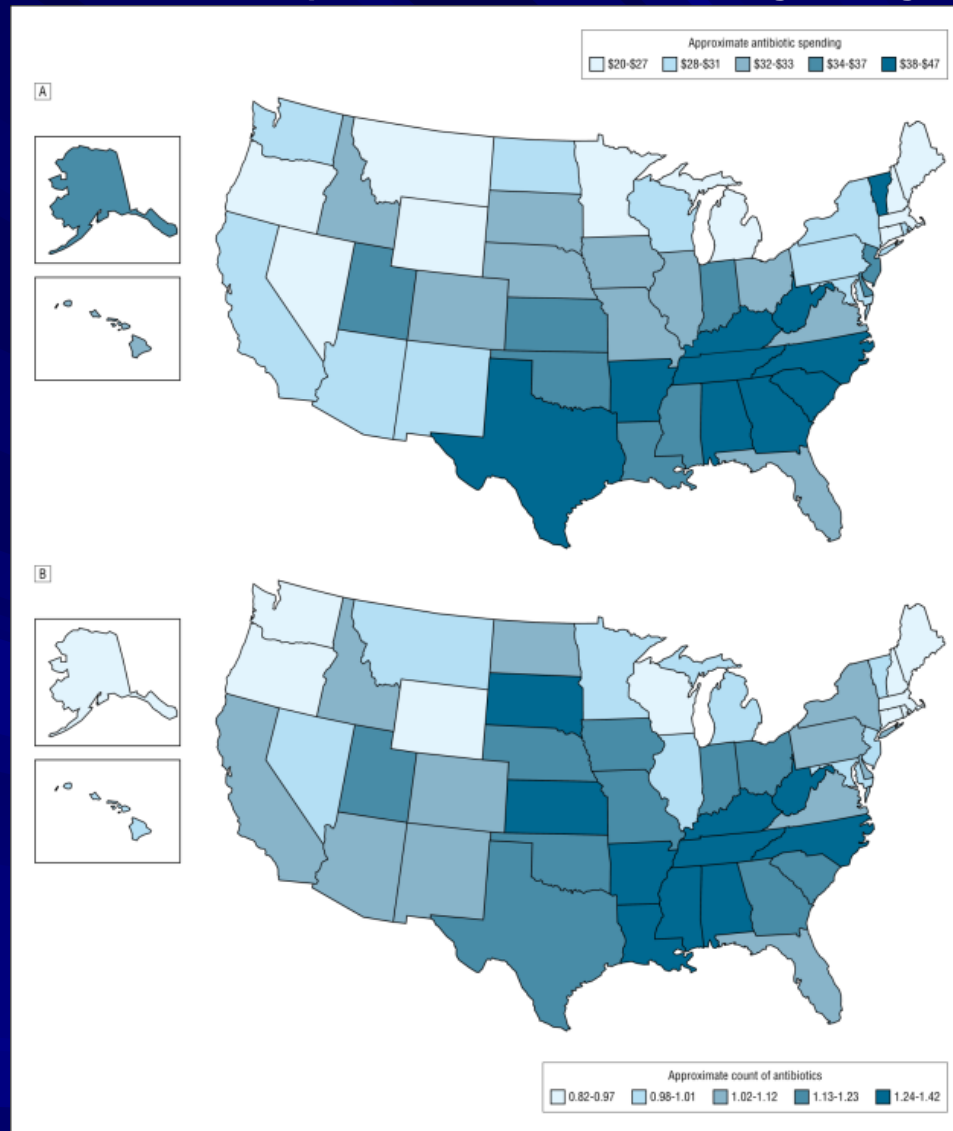 Approximate antibiotic spending
$20-$27 $28-$31 $32-$33 $34-$37 $38-$47
A
B
Approximate count of antibiotics
0.82-0.97 0.98-1.01 1.02-1.12 1.13-1.23 1.24-1.42